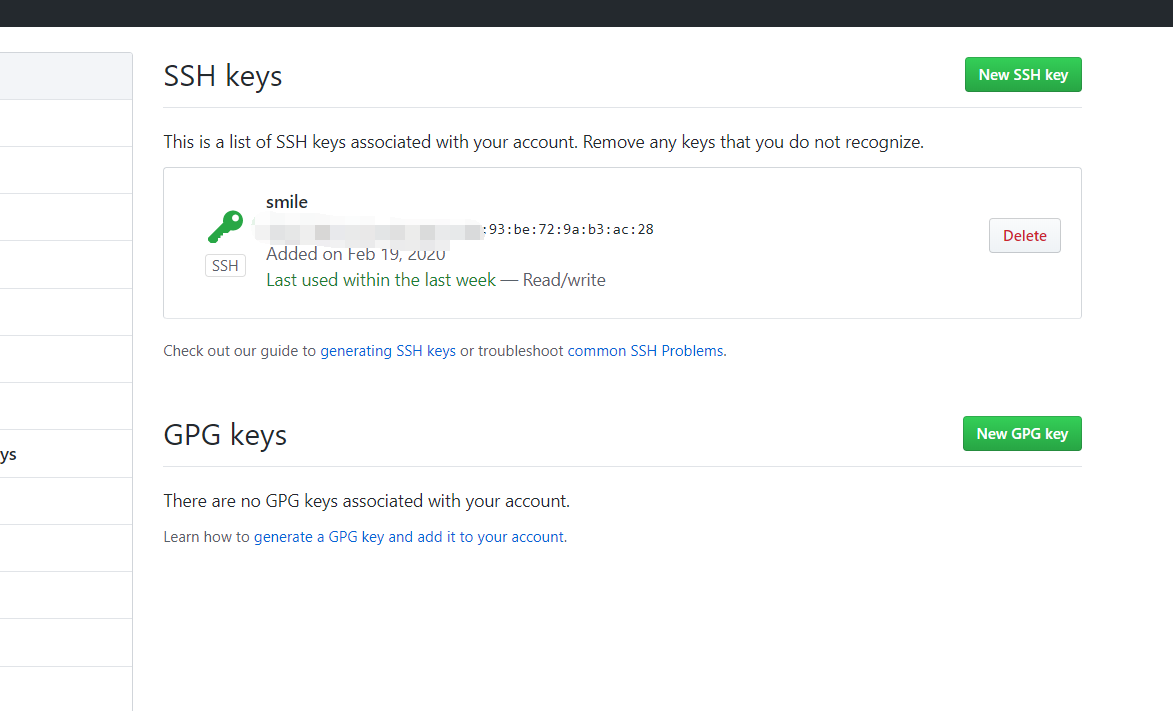 SSH keys
New SSH key
This is a list of SSH keys associated with your account. Remove any keys that you do not recognize.
smile
:93:be:72:9a:b3:ac:28
SSH
Added on Feb 19, 2020
Last used within the last week — Read/write
Delete
Check out our guide to generating SSH keys or troubleshoot common SSH Problems.
ys
GPG keys
New GPG key
There are no GPG keys associated with your account.
Learn how to generate a GPG key and add it to your account.